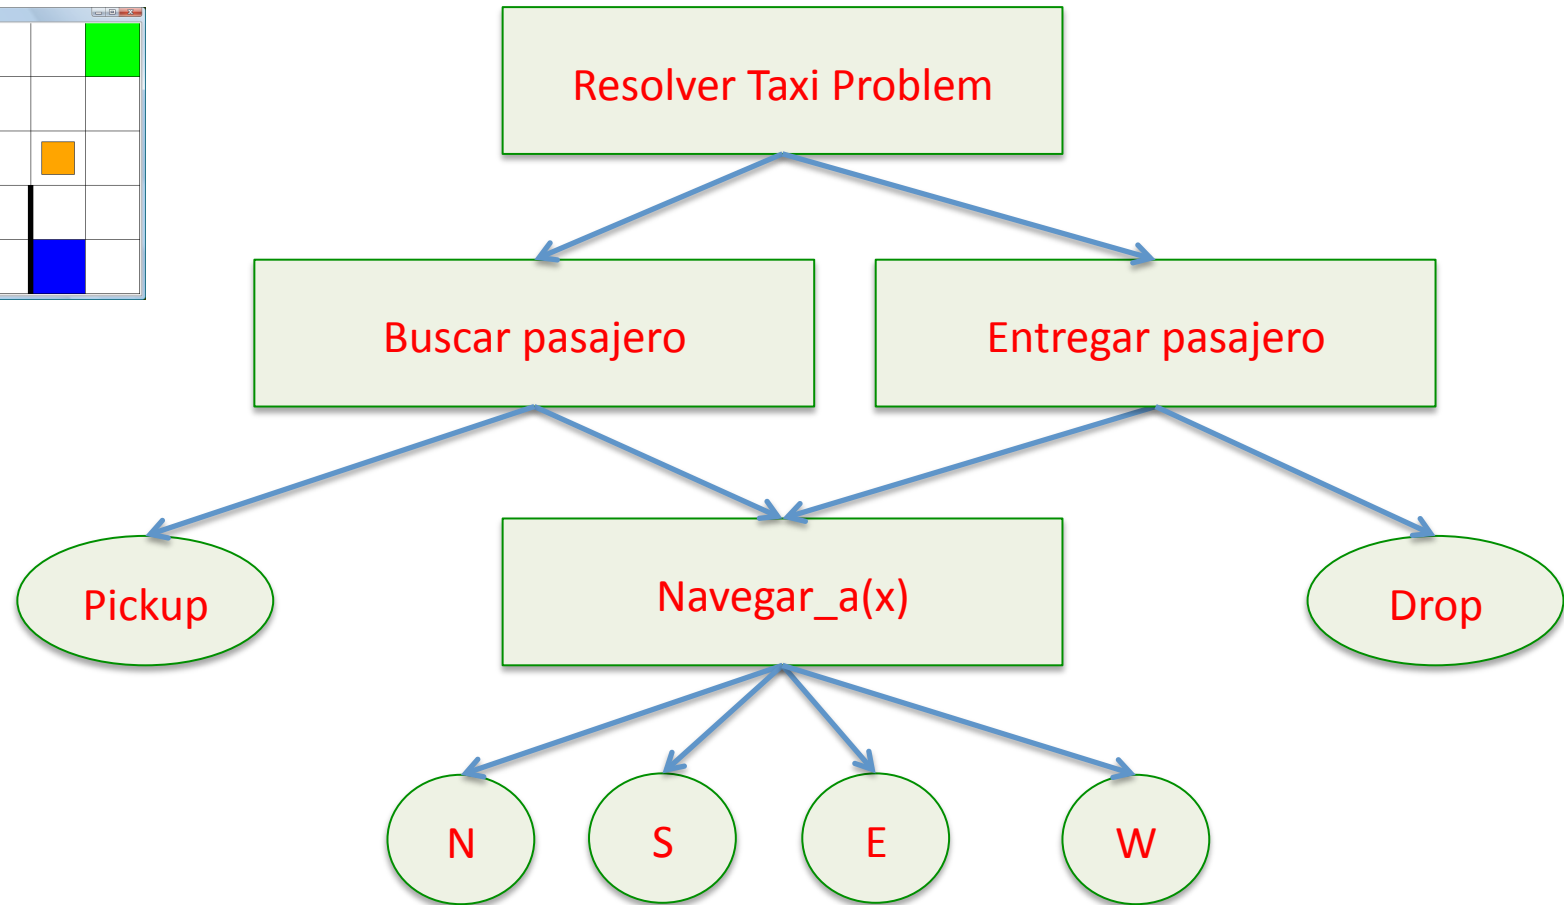 Resolver Taxi Problem
Buscar pasajero
Entregar pasajero
Pickup
Navegar_a(x)
Drop
N
S
E
W